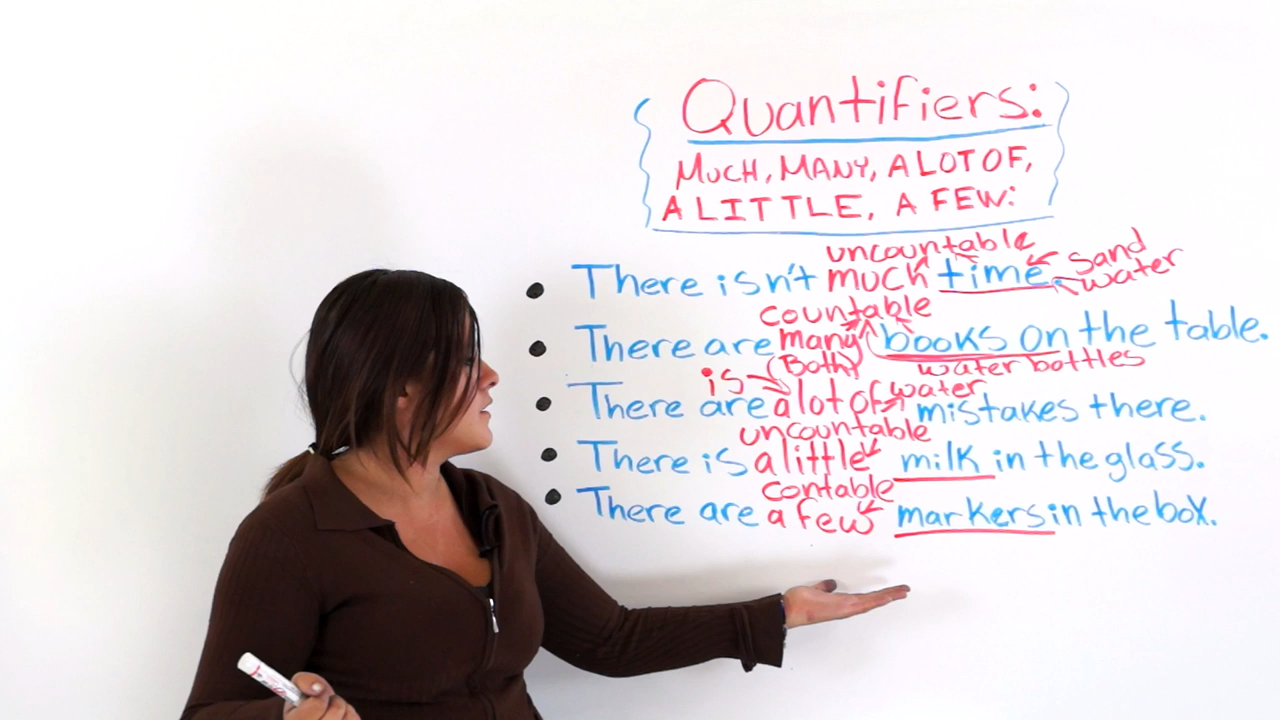 Quantifiers:
MUCH, MANY, A LOT OF,
A LITTLE, A FEW:
uncountable
sand
water
• There isn't much time.
countable
• There are many books on the table.
(Both)
water bottles
is
water
• There are a lot of mistakes there.
uncountable
• There is a little milk in the glass.
contable
• There are a few markers in the box.